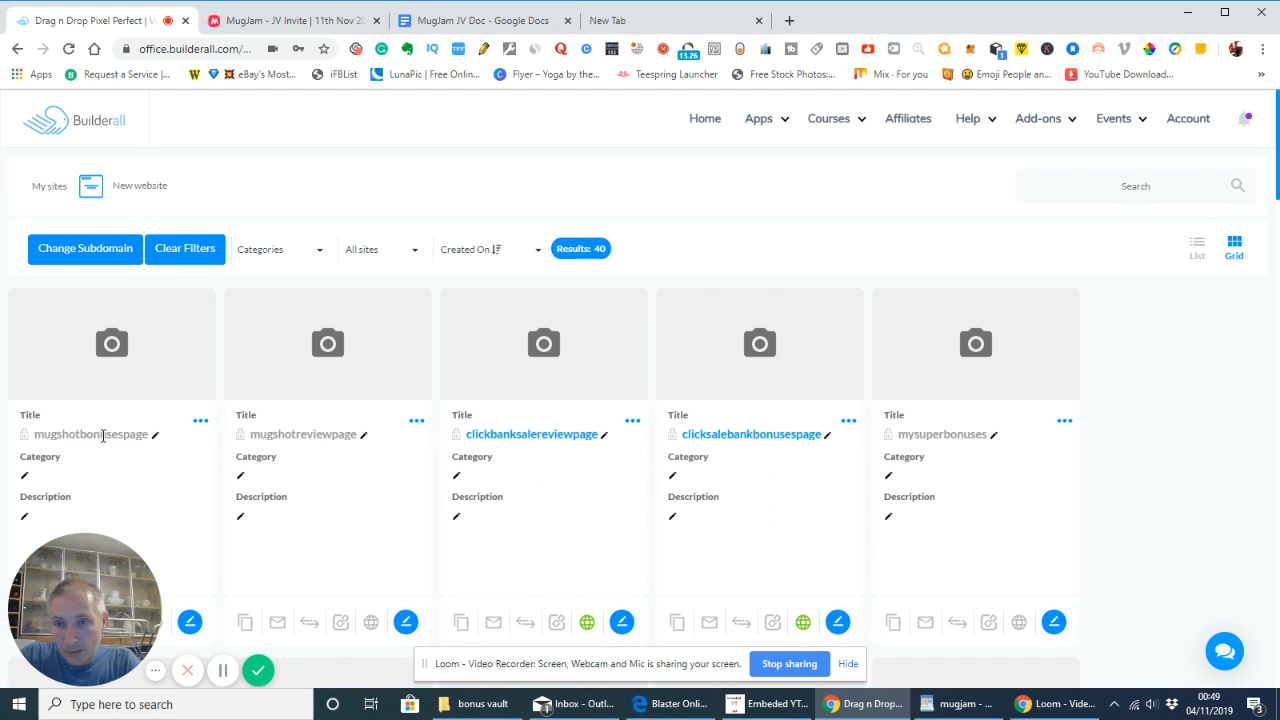 Drag n Drop Pixel Perfect | V
MugJam - JV Invite | 11th Nov 20
MugJam JV Doc - Google Docs
New Tab
office.builderall.com/...
13.26
Apps
Request a Service |...
eBay's Most...
iFBList
LunaPic | Free Onlin...
Flyer – Yoga by the...
Teespring Launcher
Free Stock Photos:...
Mix · For you
Emoji People an...
YouTube Download...
»
Builderall
Home
Apps
Courses
Affiliates
Help
Add-ons
Events
Account
My sites
New website
Search
Change Subdomain
Clear Filters
Categories
All sites
Created On
Results: 40
List
Grid
Title
mugshotbonusespage
Category
Description
Title
mugshotreviewpage
Category
Description
Title
clickbanksalereviewpage
Category
Description
Title
clicksalebankbonusespage
Category
Description
Title
mysuperbonuses
Category
Description
Loom - Video Recorder: Screen, Webcam and Mic is sharing your screen.
Stop sharing
Hide
Type here to search
bonus vault
Inbox - Outl...
Blaster Onli...
Embeded YT...
Drag n Drop...
mugjam - ...
Loom - Vide...
00:49
04/11/2019
3